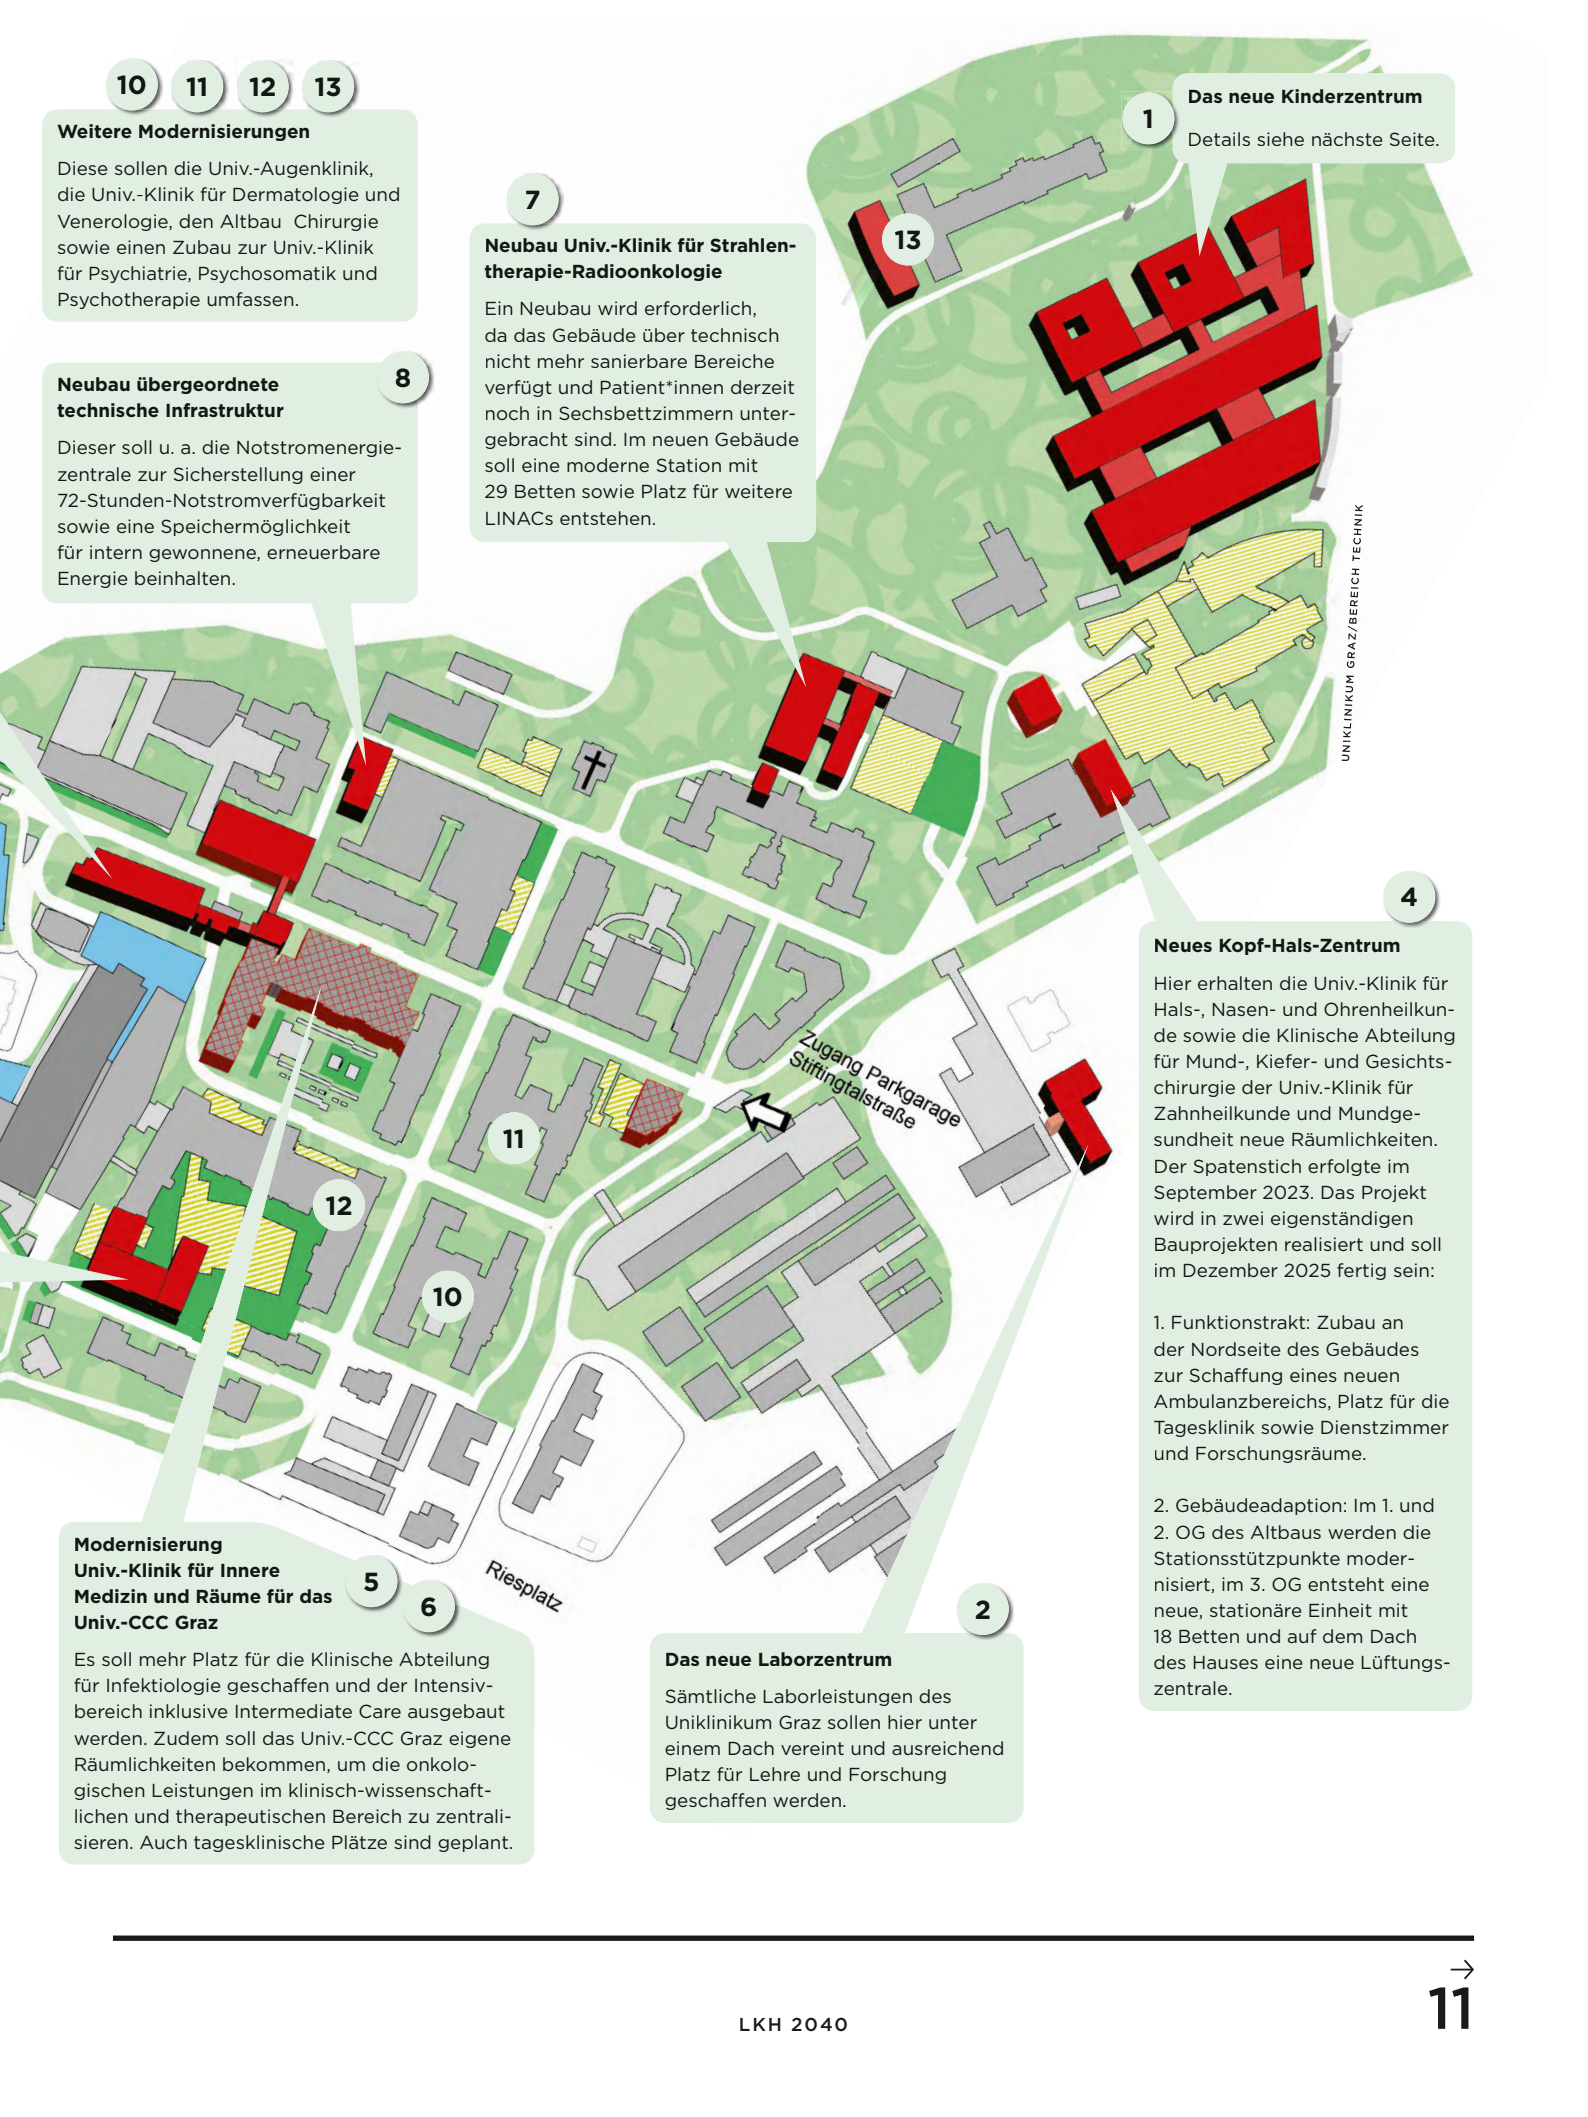 10 11 12 13
Weitere Modernisierungen
Diese sollen die Univ.-Augenklinik,
die Univ.-Klinik für Dermatologie und
Venerologie, den Altbau Chirurgie
sowie einen Zubau zur Univ.-Klinik
für Psychiatrie, Psychosomatik und
Psychotherapie umfassen.
8
Neubau übergeordnete
technische Infrastruktur
Dieser soll u. a. die Notstromenergie-
zentrale zur Sicherstellung einer
72-Stunden-Notstromverfügbarkeit
sowie eine Speichermöglichkeit
für intern gewonnene, erneuerbare
Energie beinhalten.
7
Neubau Univ.-Klinik für Strahlen-
therapie-Radioonkologie
Ein Neubau wird erforderlich,
da das Gebäude über technisch
nicht mehr sanierbare Bereiche
verfügt und Patient*innen derzeit
noch in Sechsbettzimmern unter-
gebracht sind. Im neuen Gebäude
soll eine moderne Station mit
29 Betten sowie Platz für weitere
LINACs entstehen.
1
Das neue Kinderzentrum
Details siehe nächste Seite.
13
UNIKLINIKUM GRAZ/BEREICH TECHNIK
4
Neues Kopf-Hals-Zentrum
Hier erhalten die Univ.-Klinik für
Hals-, Nasen- und Ohrenheilkun-
de sowie die Klinische Abteilung
für Mund-, Kiefer- und Gesichts-
chirurgie der Univ.-Klinik für
Zahnheilkunde und Mundge-
sundheit neue Räumlichkeiten.
Der Spatenstich erfolgte im
September 2023. Das Projekt
wird in zwei eigenständigen
Bauprojekten realisiert und soll
im Dezember 2025 fertig sein:
1. Funktionstrakt: Zubau an
der Nordseite des Gebäudes
zur Schaffung eines neuen
Ambulanzbereichs, Platz für die
Tagesklinik sowie Dienstzimmer
und Forschungsräume.
2. Gebäudeadaption: Im 1. und
2. OG des Altbaus werden die
Stationsstützpunkte moder-
nisiert, im 3. OG entsteht eine
neue, stationäre Einheit mit
18 Betten und auf dem Dach
des Hauses eine neue Lüftungs-
zentrale.
Zugang Parkgarage
Stiftingtalstraße
11
12
10
Riesplatz
5
6
Modernisierung
Univ.-Klinik für Innere
Medizin und Räume für das
Univ.-CCC Graz
Es soll mehr Platz für die Klinische Abteilung
für Infektiologie geschaffen und der Intensiv-
bereich inklusive Intermediate Care ausgebaut
werden. Zudem soll das Univ.-CCC Graz eigene
Räumlichkeiten bekommen, um die onkolo-
gischen Leistungen im klinisch-wissenschaft-
lichen und therapeutischen Bereich zu zentrali-
sieren. Auch tagesklinische Plätze sind geplant.
2
Das neue Laborzentrum
Sämtliche Laborleistungen des
Uniklinikum Graz sollen hier unter
einem Dach vereint und ausreichend
Platz für Lehre und Forschung
geschaffen werden.
→
LKH 2040
11